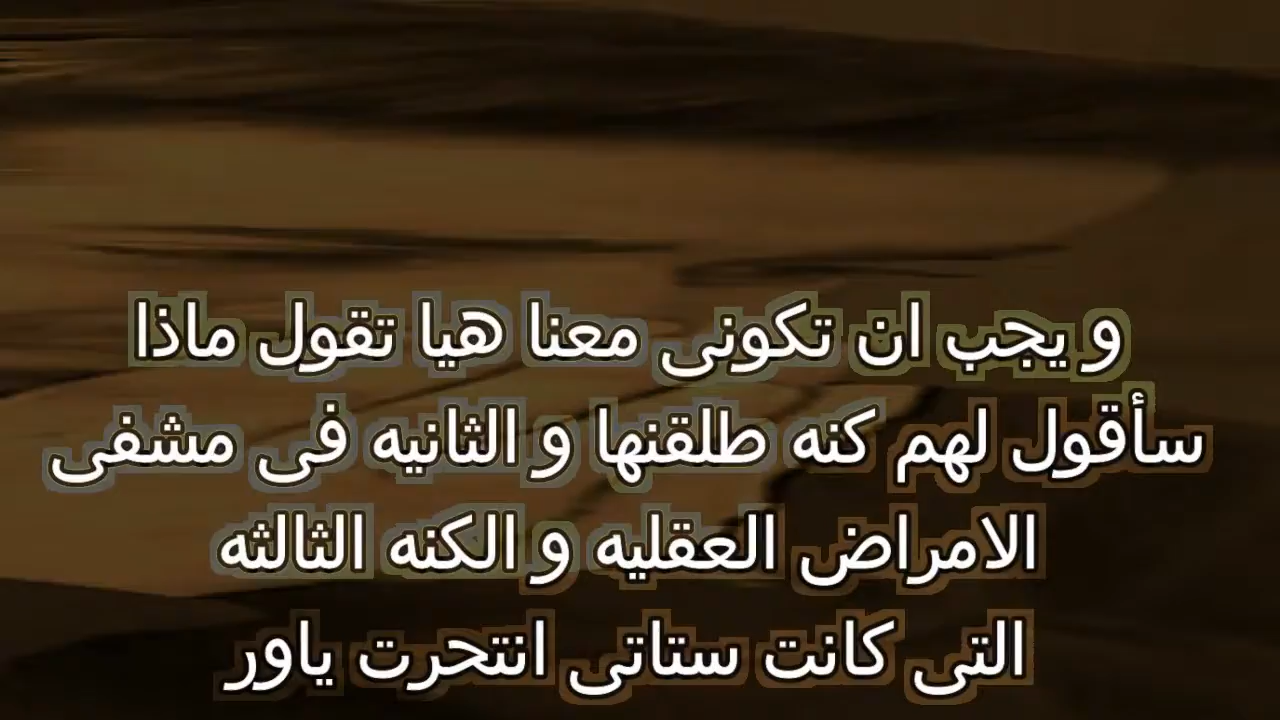 و يجب ان تكونى معنا هيا تقول ماذا
سأقول لهم كنه طلقنها و الثانيه فى مشفى
الامراض العقليه و الكنه الثالثه
التى كانت ستاتى انتحرت ياور